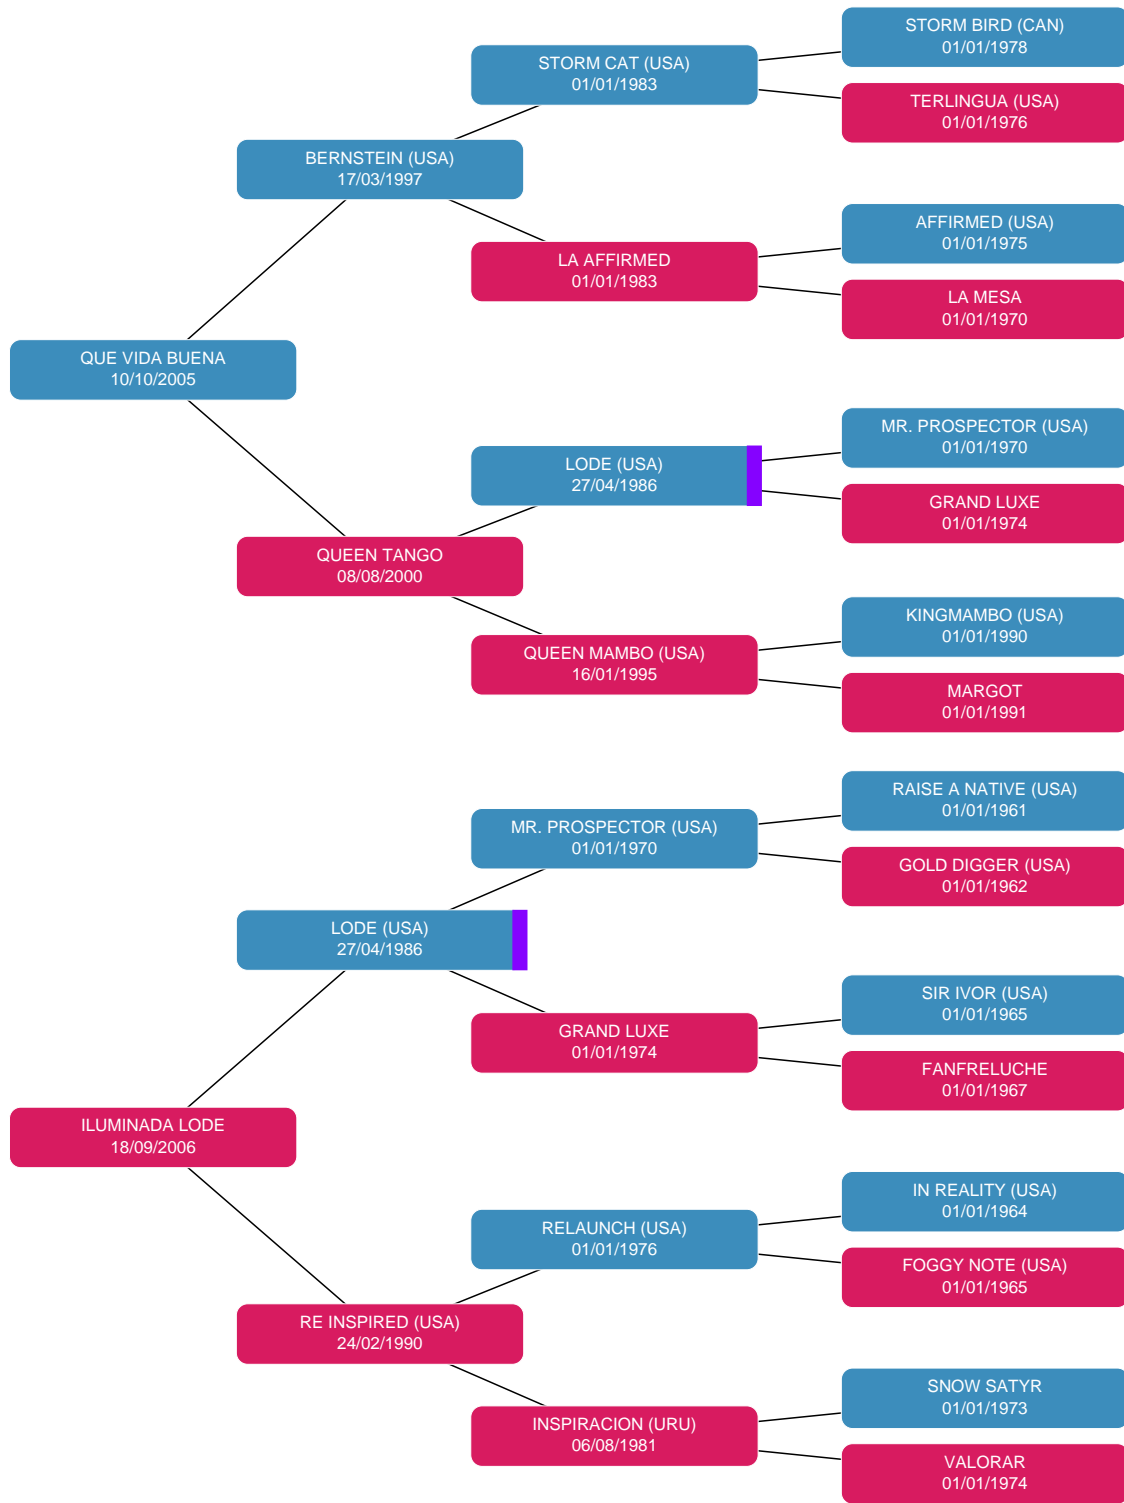 STORM BIRD (CAN)
01/01/1978
STORM CAT (USA)
01/01/1983
TERLINGUA (USA)
01/01/1976
BERNSTEIN (USA)
17/03/1997
AFFIRMED (USA)
01/01/1975
LA AFFIRMED
01/01/1983
LA MESA
01/01/1970
QUE VIDA BUENA
10/10/2005
MR. PROSPECTOR (USA)
01/01/1970
LODE (USA)
27/04/1986
GRAND LUXE
01/01/1974
QUEEN TANGO
08/08/2000
KINGMAMBO (USA)
01/01/1990
QUEEN MAMBO (USA)
16/01/1995
MARGOT
01/01/1991
RAISE A NATIVE (USA)
01/01/1961
MR. PROSPECTOR (USA)
01/01/1970
GOLD DIGGER (USA)
01/01/1962
LODE (USA)
27/04/1986
SIR IVOR (USA)
01/01/1965
GRAND LUXE
01/01/1974
FANFRELUCHE
01/01/1967
ILUMINADA LODE
18/09/2006
IN REALITY (USA)
01/01/1964
RELAUNCH (USA)
01/01/1976
FOGGY NOTE (USA)
01/01/1965
RE INSPIRED (USA)
24/02/1990
SNOW SATYR
01/01/1973
INSPIRACION (URU)
06/08/1981
VALORAR
01/01/1974